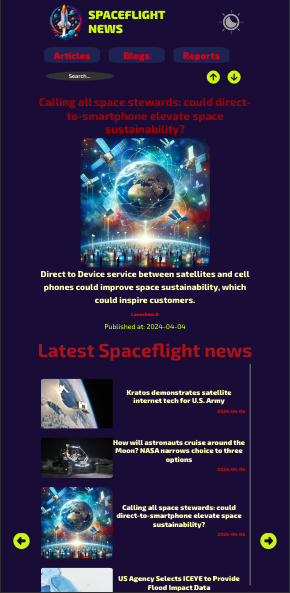 SPACEFLIGHT
NEWS
Articles Blogs Reports
Search...
Calling all space stewards: could direct-
to-smartphone elevate space
sustainability?
Direct to Device service between satellites and cell
phones could improve space sustainability, which
could inspire customers.
Launches: 0
Published at: 2024-04-04
Latest Spaceflight news
Kratos demonstrates satellite
internet tech for U.S. Army
How will astronauts cruise around the
Moon? NASA narrows choice to three
options
Calling all space stewards: could
direct-to-smartphone elevate space
sustainability?
US Agency Selects ICEYE to Provide
Flood Impact Data